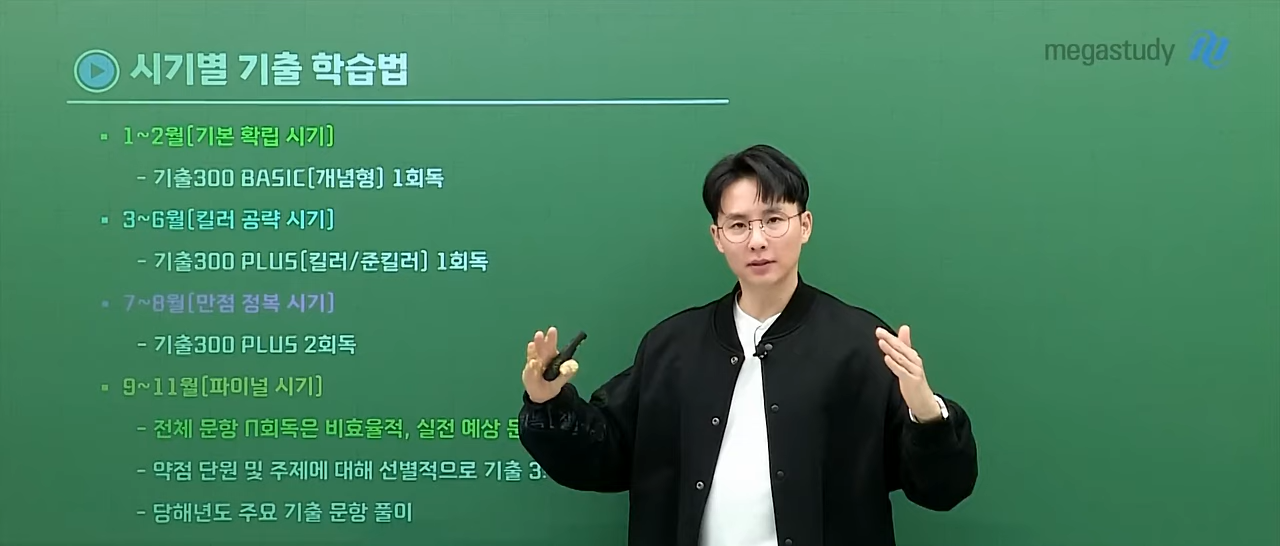 시기별 기출 학습법
megastudy
1~2월(기본 확립 시기)
- 기출300 BASIC(개념형) 1회독
3~6월(킬러 공략 시기)
- 기출300 PLUS(킬러/준킬러) 1회독
7~8월(만점 정복 시기)
- 기출300 PLUS 2회독
9~11월(파이널 시기)
- 전체 문항 n회독은 비효율적, 실전 예상
- 약점 단원 및 주제에 대해 선별적으로 기출 3
- 당해년도 주요 기출 문항 풀이